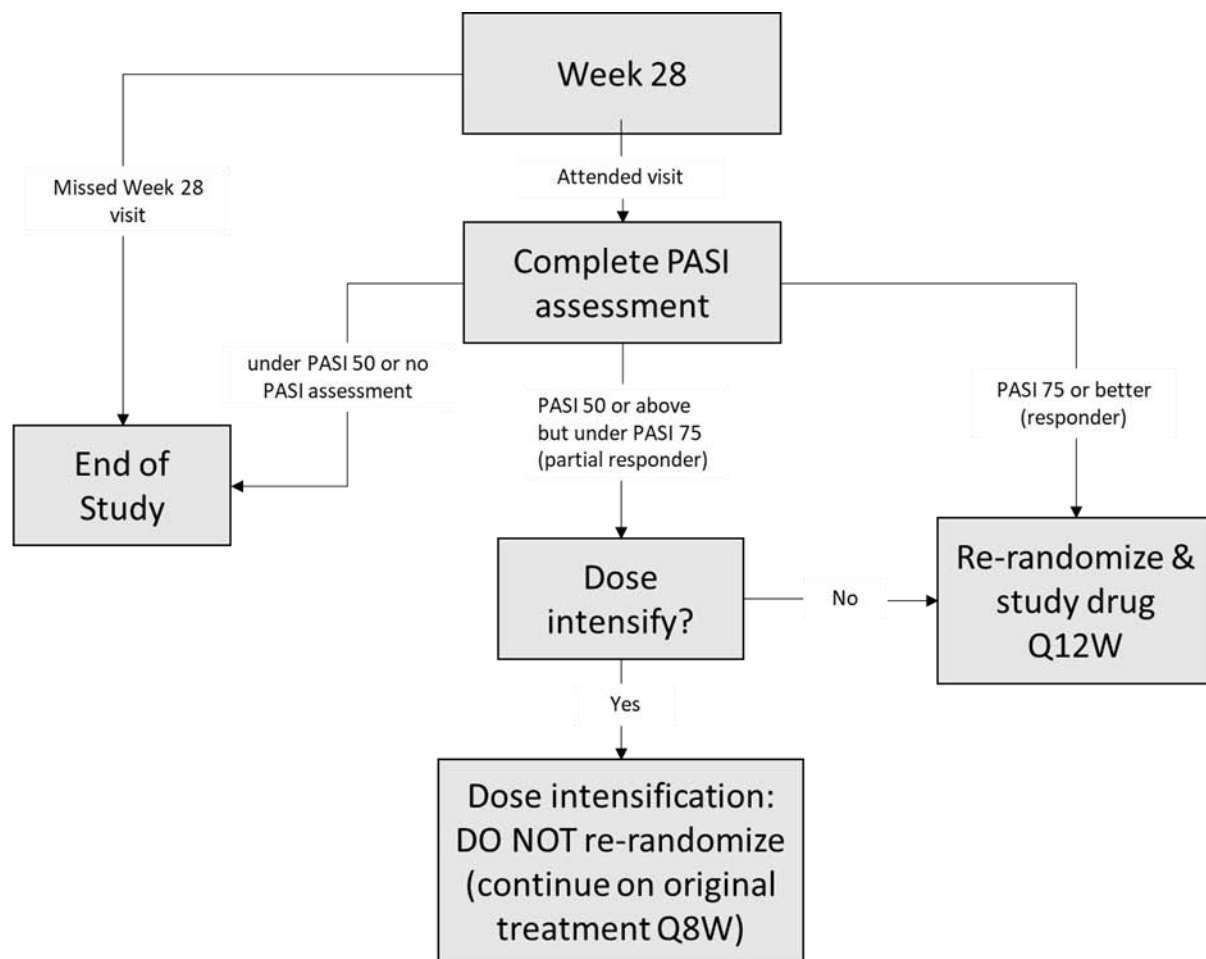 Week 28
Missed Week 28
visit
Attended visit
Complete PASI
assessment
under PASI 50 or no
PASI assessment
PASI 50 or above
but under PASI 75
(partial responder)
PASI 75 or better
(responder)
End of
Study
Dose
intensify?
No
Re-randomize &
study drug
Q12W
Yes
Dose intensification:
DO NOT re-randomize
(continue on original
treatment Q8W)